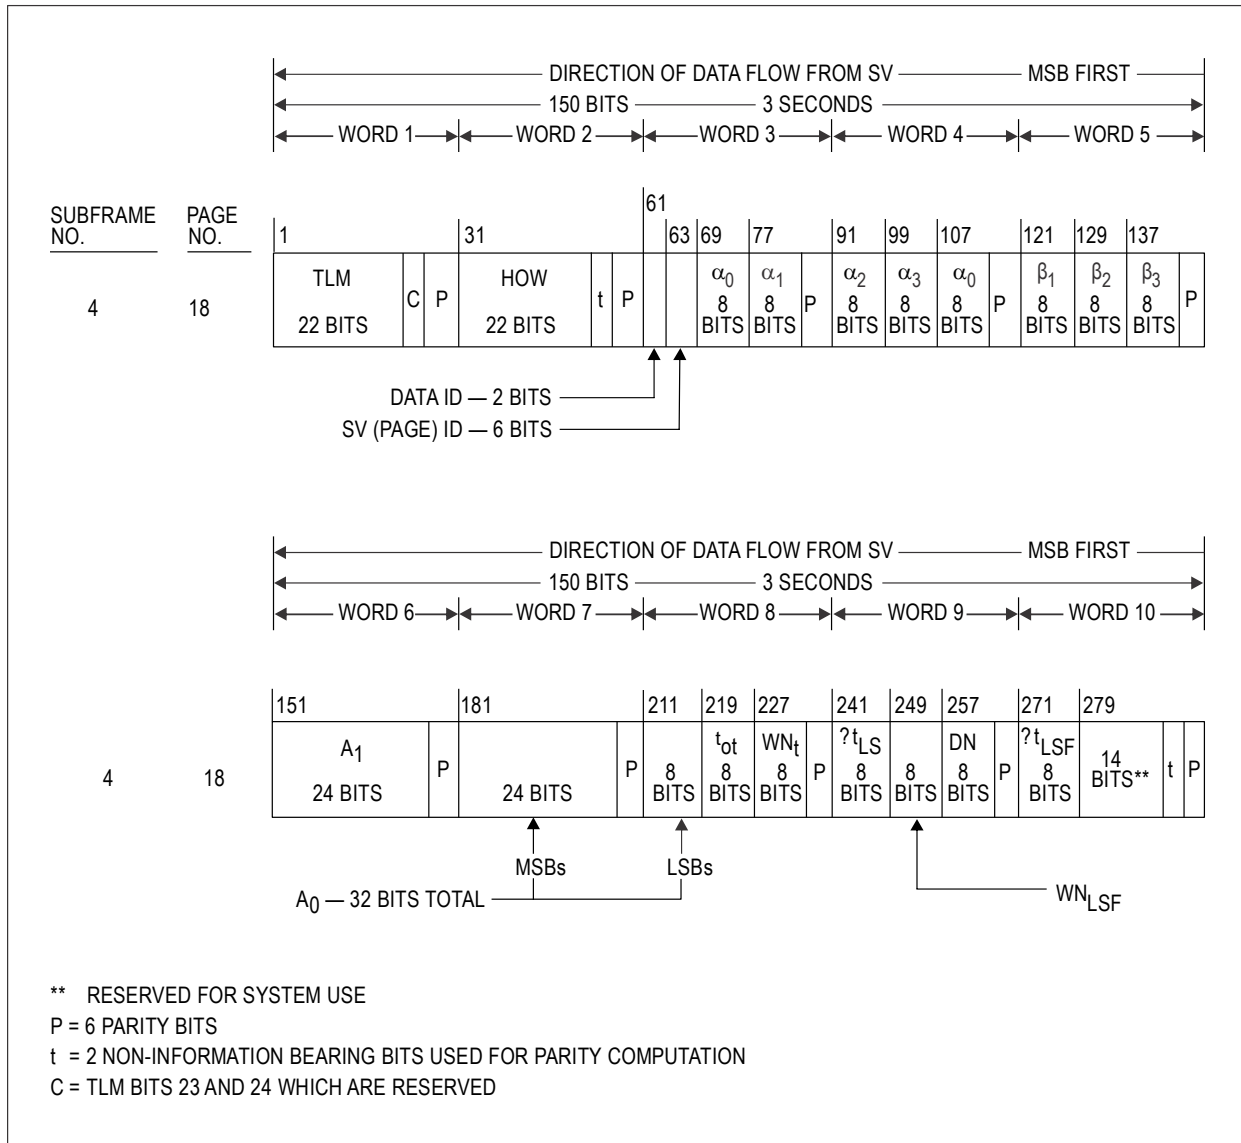 DIRECTION OF DATA FLOW FROM SV MSB FIRST
150 BITS 3 SECONDS
WORD 1 WORD 2 WORD 3 WORD 4 WORD 5
SUBFRAME NO. PAGE NO.
61
1 31 63 69 77 91 99 107 121 129 137
4 18
TLM 22 BITS C P HOW 22 BITS t P α0 8 BITS α1 8 BITS P α2 8 BITS α3 8 BITS α0 8 BITS P β1 8 BITS β2 8 BITS β3 8 BITS P
DATA ID — 2 BITS
SV (PAGE) ID — 6 BITS
DIRECTION OF DATA FLOW FROM SV MSB FIRST
150 BITS 3 SECONDS
WORD 6 WORD 7 WORD 8 WORD 9 WORD 10
151 181 211 219 227 241 249 257 271 279
4 18
A1 24 BITS P 24 BITS P 8 BITS tot 8 BITS WNt 8 BITS P ?tLS 8 BITS 8 BITS DN 8 BITS P ?tLSF 8 BITS 14 BITS** t P
MSBs LSBs
A0 — 32 BITS TOTAL
WNLSF
** RESERVED FOR SYSTEM USE
P = 6 PARITY BITS
t = 2 NON-INFORMATION BEARING BITS USED FOR PARITY COMPUTATION
C = TLM BITS 23 AND 24 WHICH ARE RESERVED